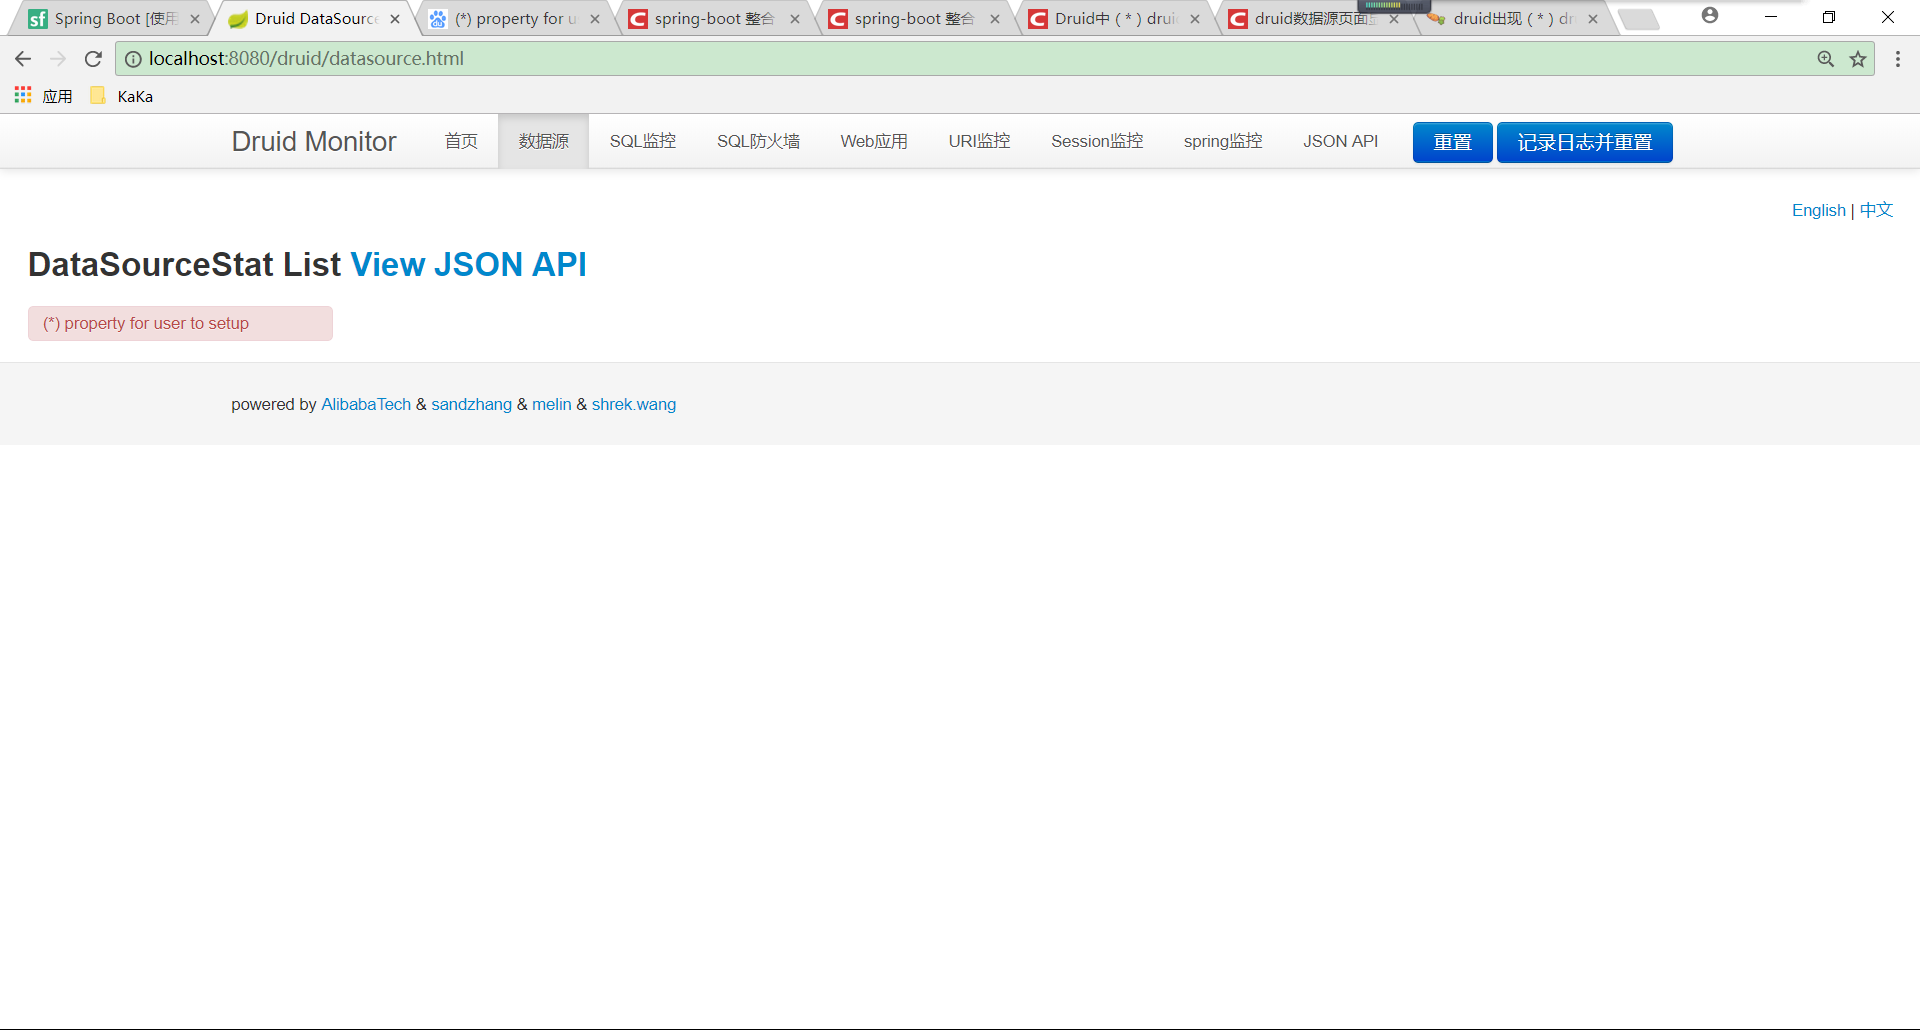 Spring Boot [使用
Druid DataSource
(*) property for u
spring-boot 整合
spring-boot 整合
Druid中 ( * ) druid
druid数据源页面
druid出现 ( * ) dr
localhost:8080/druid/datasource.html
应用
KaKa
Druid Monitor
首页
数据源
SQL监控
SQL防火墙
Web应用
URI监控
Session监控
spring监控
JSON API
重置
记录日志并重置
English | 中文
DataSourceStat List View JSON API
(*) property for user to setup
powered by AlibabaTech & sandzhang & melin & shrek.wang